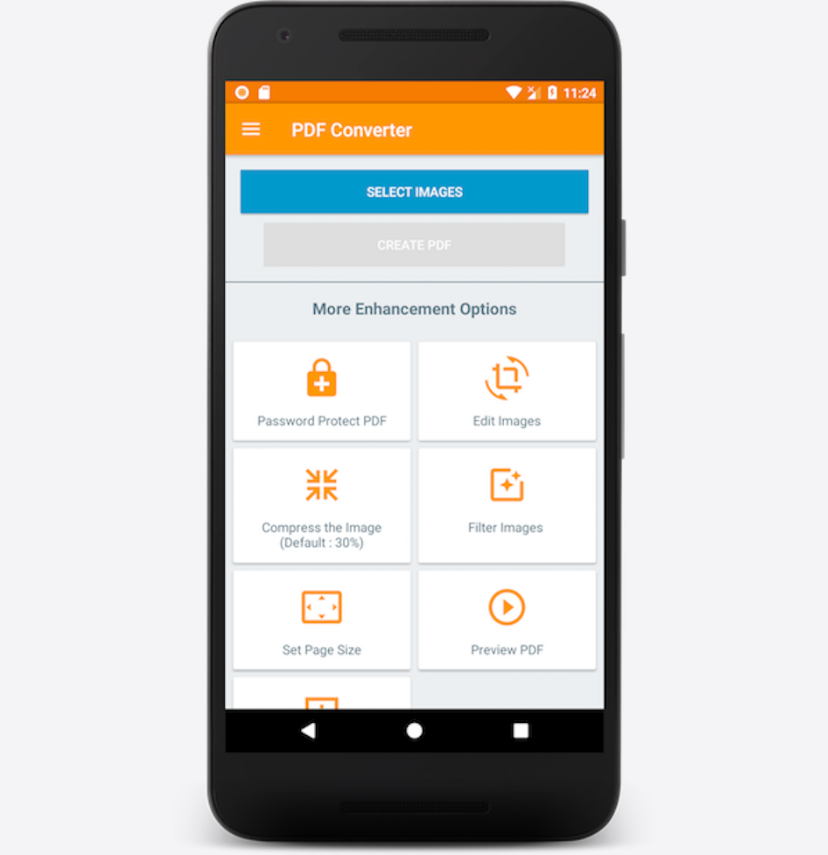 11:24
PDF Converter
SELECT IMAGES
CREATE PDF
More Enhancement Options
Password Protect PDF
Edit Images
Compress the Image
(Default : 30%)
Filter Images
Set Page Size
Preview PDF